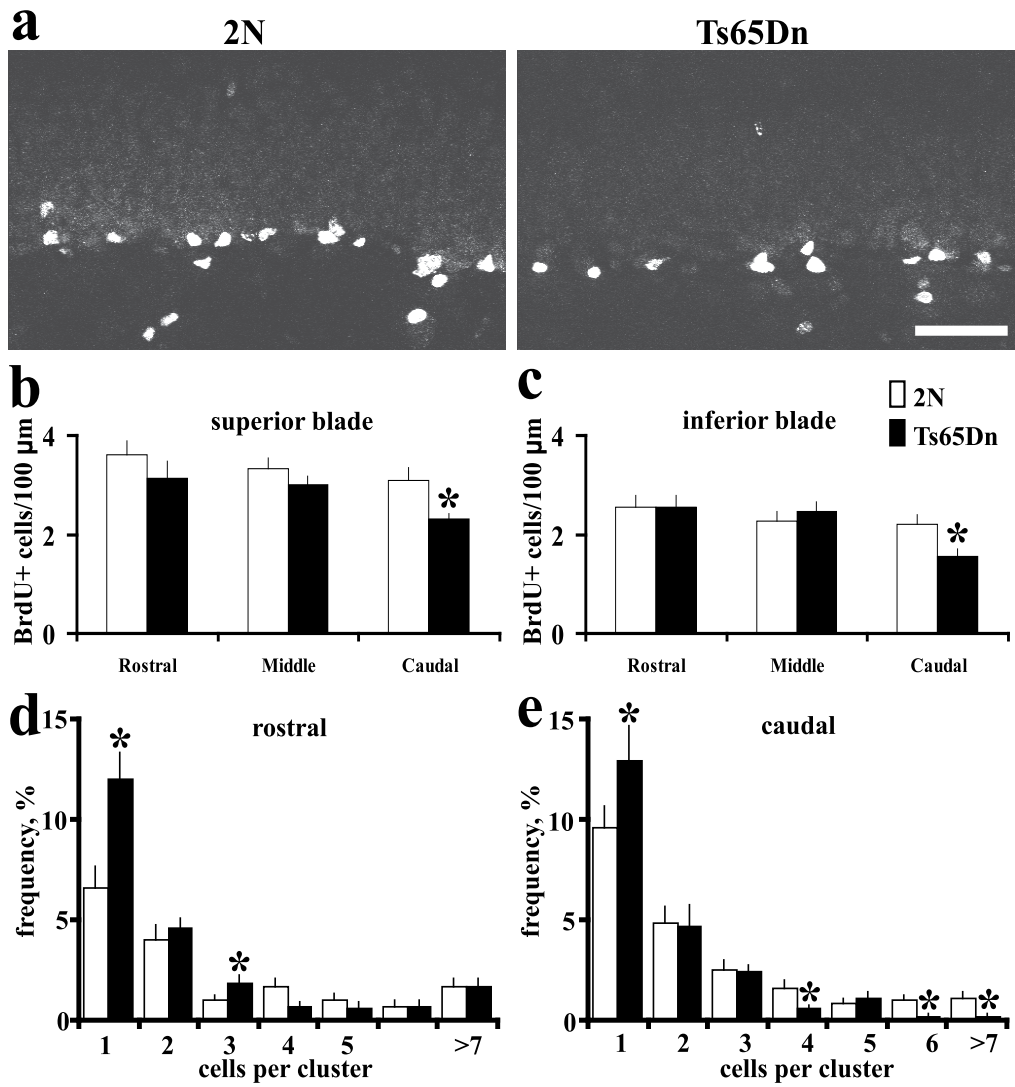 a
2N
Ts65Dn
b
superior blade
BrdU+ cells/100 µm
4
2
0
*
Rostral
Middle
Caudal
c
inferior blade
2N
Ts65Dn
BrdU+ cells/100 µm
4
2
0
*
Rostral
Middle
Caudal
d
rostral
frequency, %
15
10
5
0
*
*
1 2 3 4 5 >7
cells per cluster
e
caudal
frequency, %
15
10
5
0
*
* * *
1 2 3 4 5 6 >7
cells per cluster